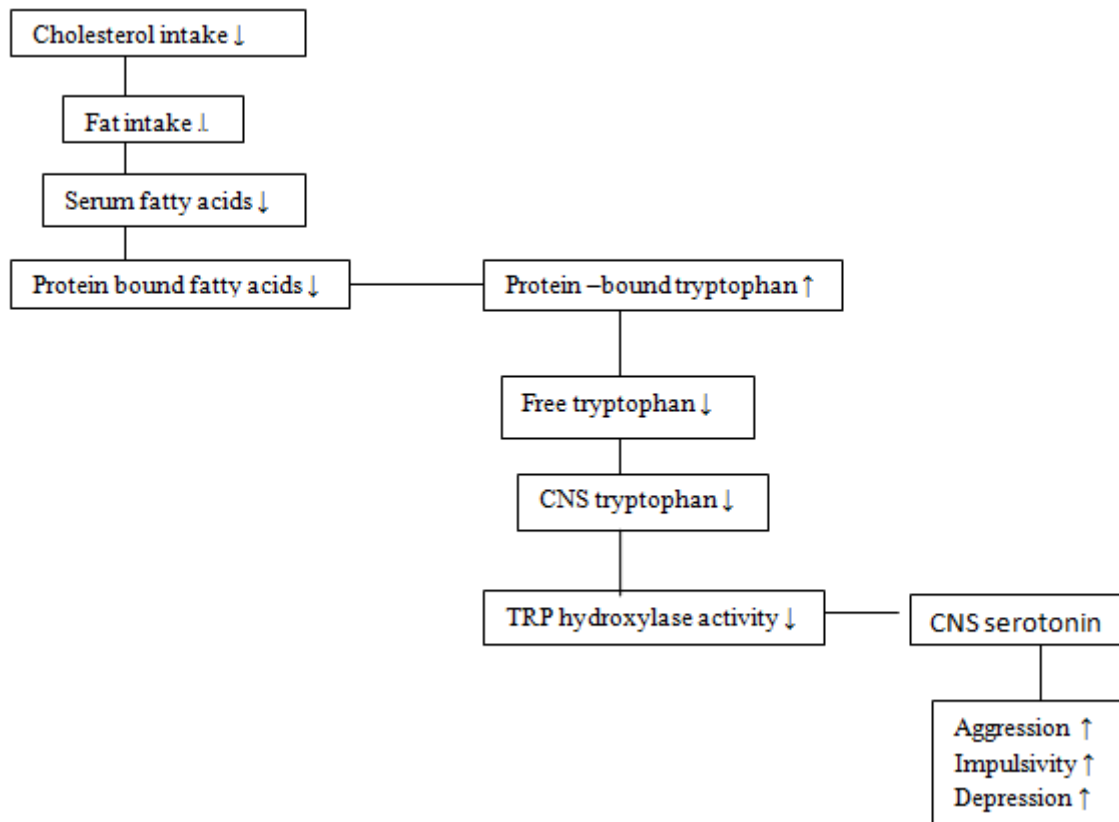 Cholesterol intake ↓
Fat intake ↓
Serum fatty acids ↓
Protein bound fatty acids ↓
Protein –bound tryptophan ↑
Free tryptophan ↓
CNS tryptophan ↓
TRP hydroxylase activity ↓
CNS serotonin
Aggression ↑
Impulsivity ↑
Depression ↑